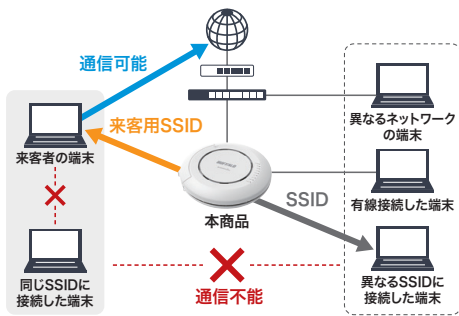 通信可能
来客用SSID
来客者の端末
異なるネットワーク
の端末
BUFFALO
SSID
有線接続した端末
本商品
同じSSIDに
接続した端末
通信不能
異なるSSIDに
接続した端末